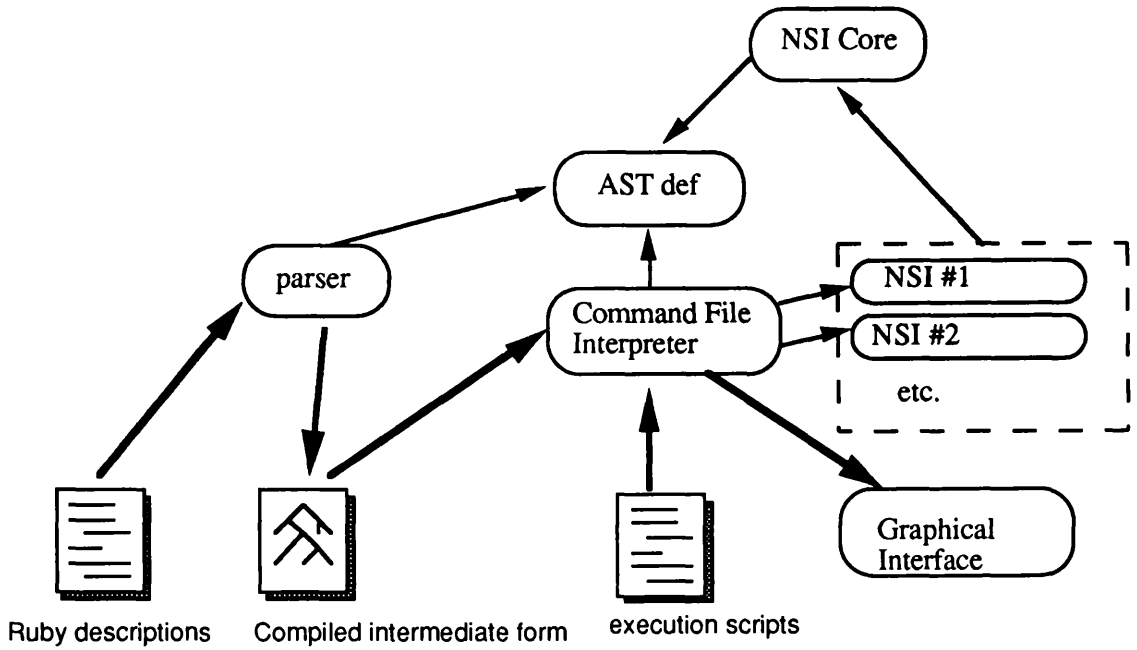 NSI Core
AST def
parser
NSI #1
Command File
Interpreter
NSI #2
etc.
Graphical
Interface
Ruby descriptions
Compiled intermediate form
execution scripts